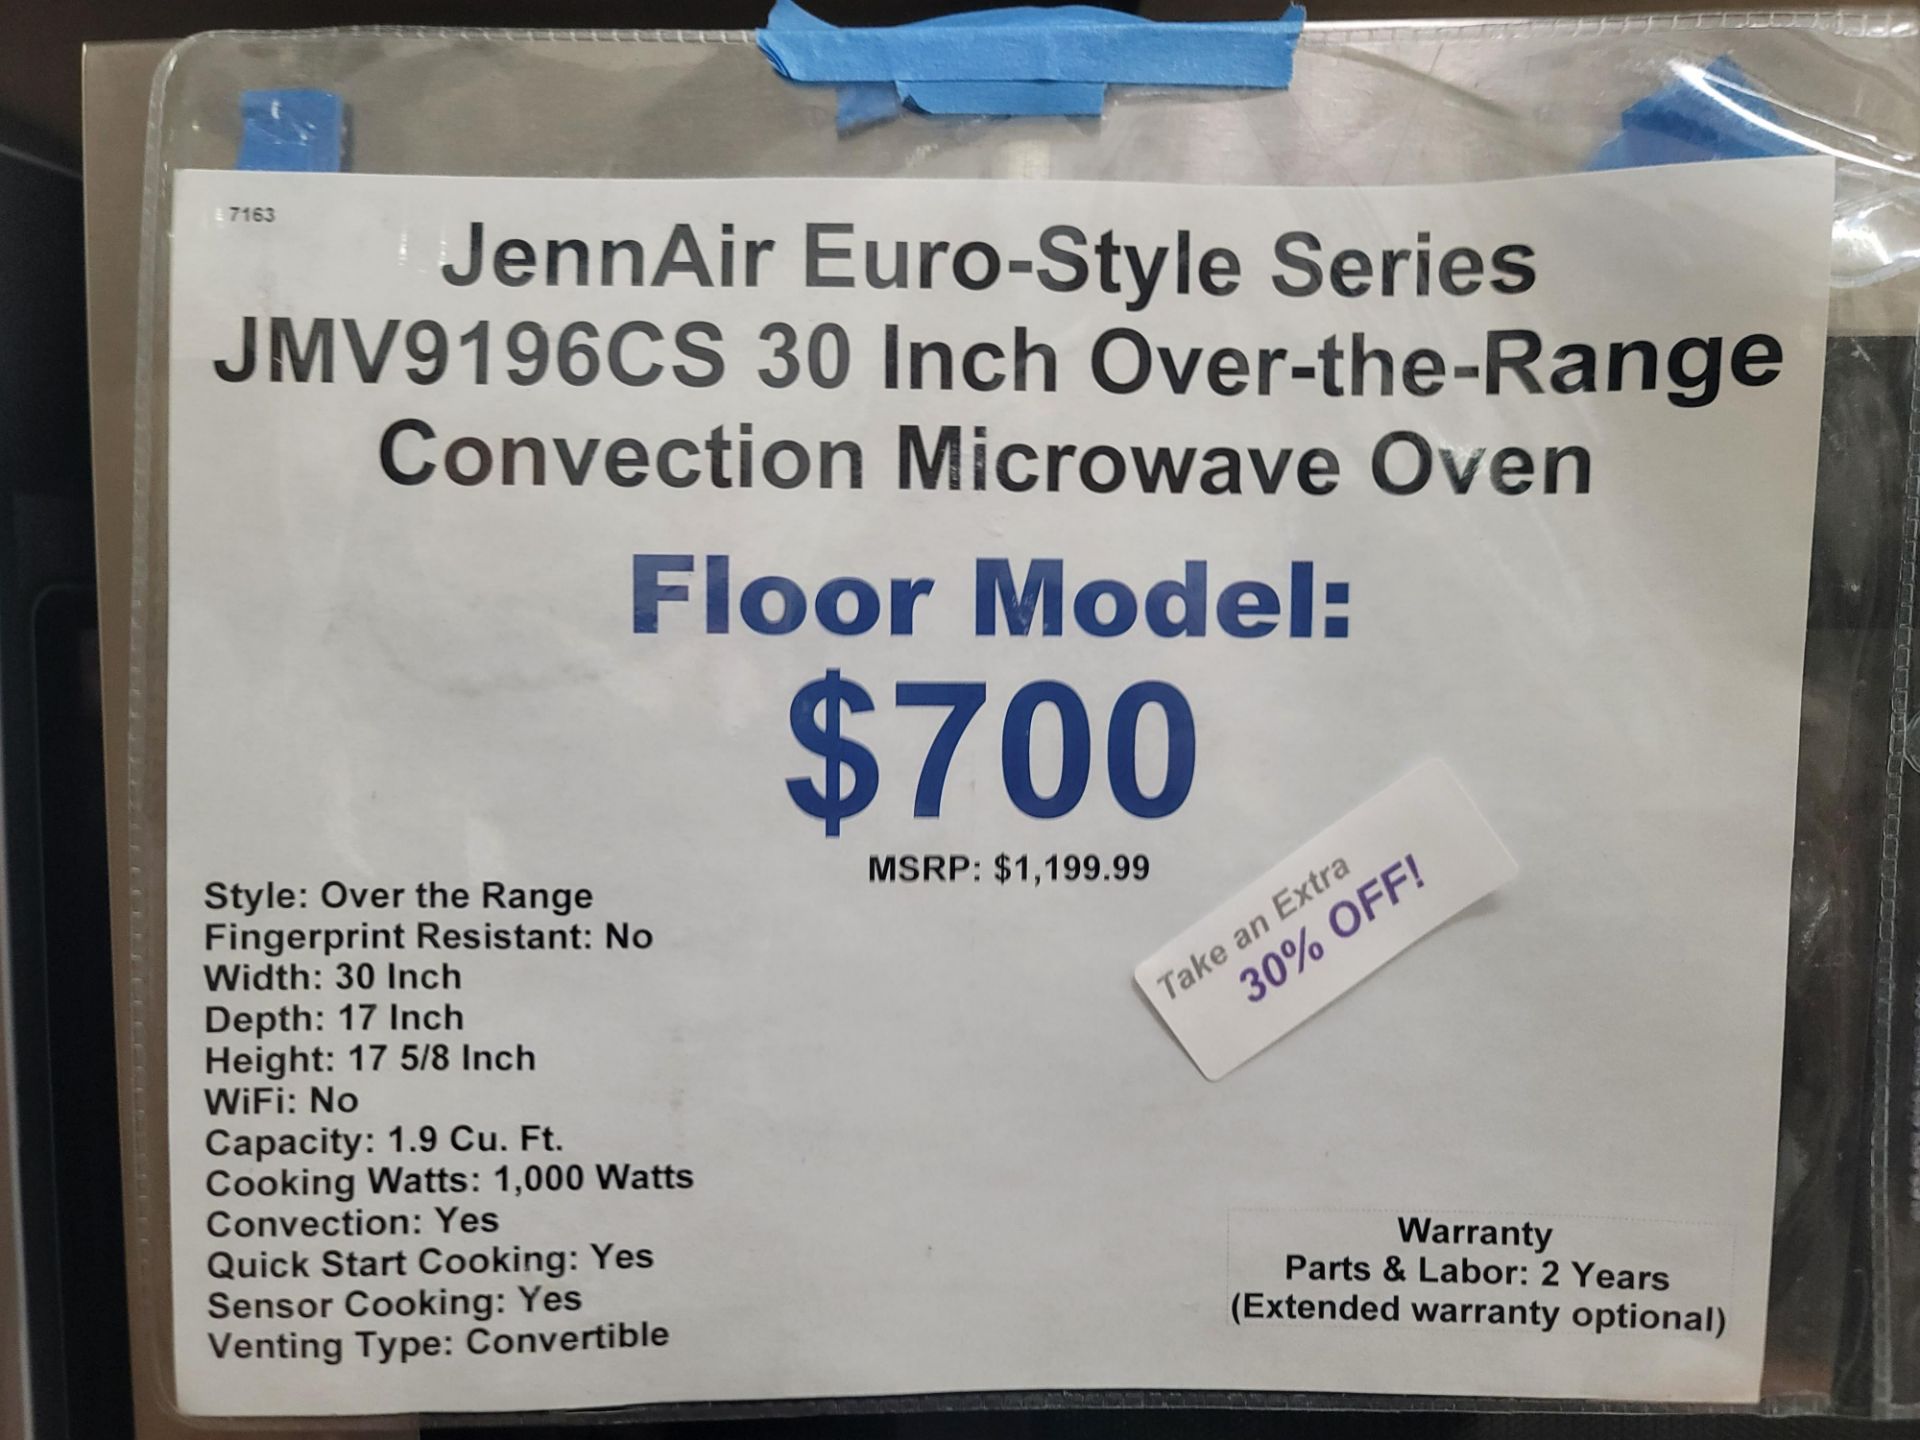 7163
JennAir Euro-Style Series
JMV9196CS 30 Inch Over-the-Range
Convection Microwave Oven
Floor Model:
$700
MSRP: $1,199.99
Take an Extra
30% OFF!
Style: Over the Range
Fingerprint Resistant: No
Width: 30 Inch
Depth: 17 Inch
Height: 17 5/8 Inch
WiFi: No
Capacity: 1.9 Cu. Ft.
Cooking Watts: 1,000 Watts
Convection: Yes
Quick Start Cooking: Yes
Sensor Cooking: Yes
Venting Type: Convertible
Warranty
Parts & Labor: 2 Years
(Extended warranty optional)